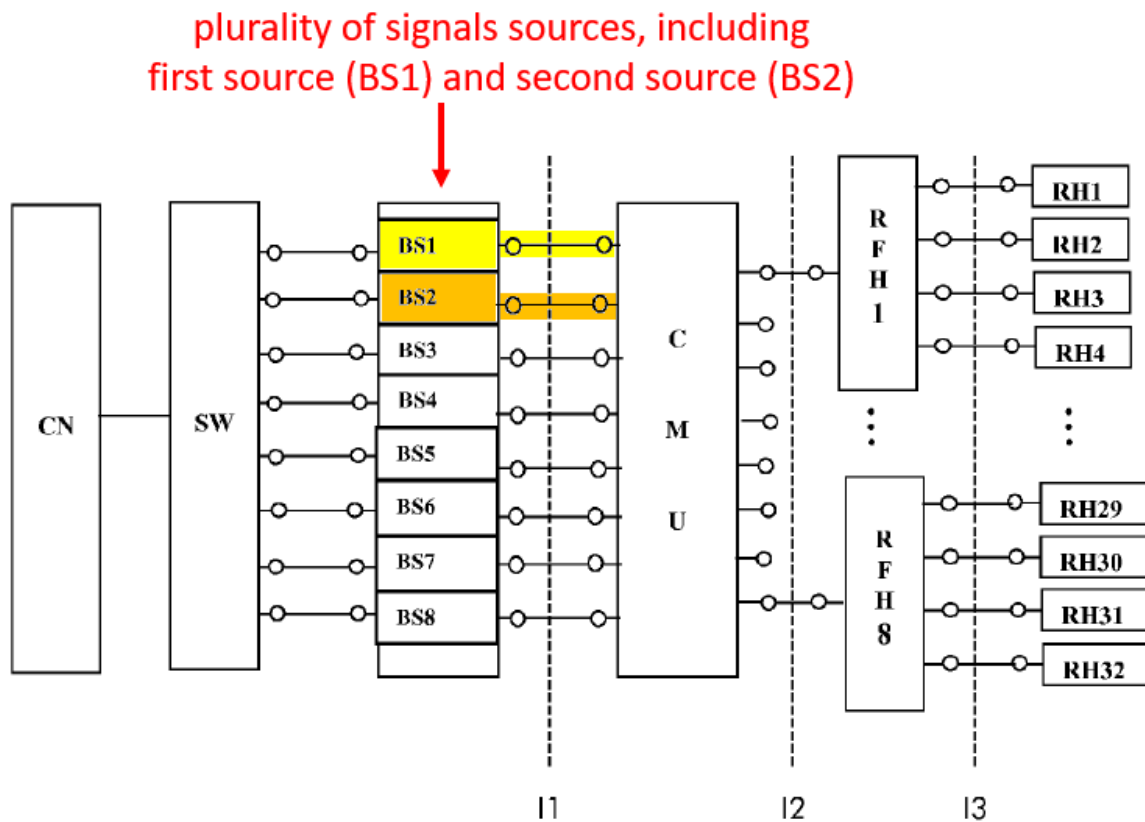 plurality of signals sources, including
first source (BS1) and second source (BS2)
CN
SW
BS1
BS2
BS3
BS4
BS5
BS6
BS7
BS8
C
M
U
R
F
H
1
R
F
H
8
RH1
RH2
RH3
RH4
RH29
RH30
RH31
RH32
I1
I2
I3